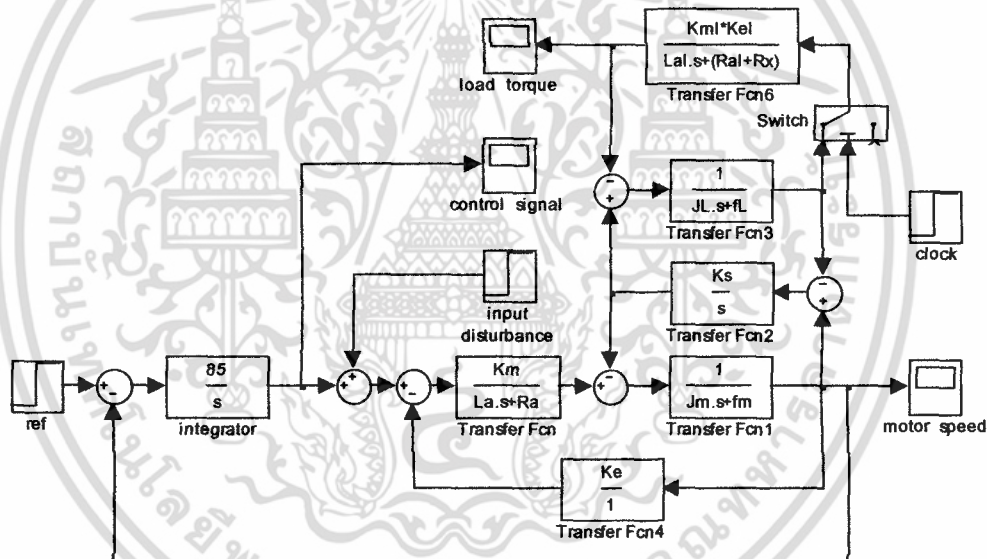 Kml*Kel
Lal.s+(Ral+Rx)
Transfer Fcn6
load torque
Switch
control signal
1
JL.s+fL
Transfer Fcn3
clock
Ks
s
Transfer Fcn2
input
disturbance
ref
85
s
integrator
Km
La.s+Ra
Transfer Fcn
1
Jm.s+fm
Transfer Fcn1
motor speed
Ke
1
Transfer Fcn4